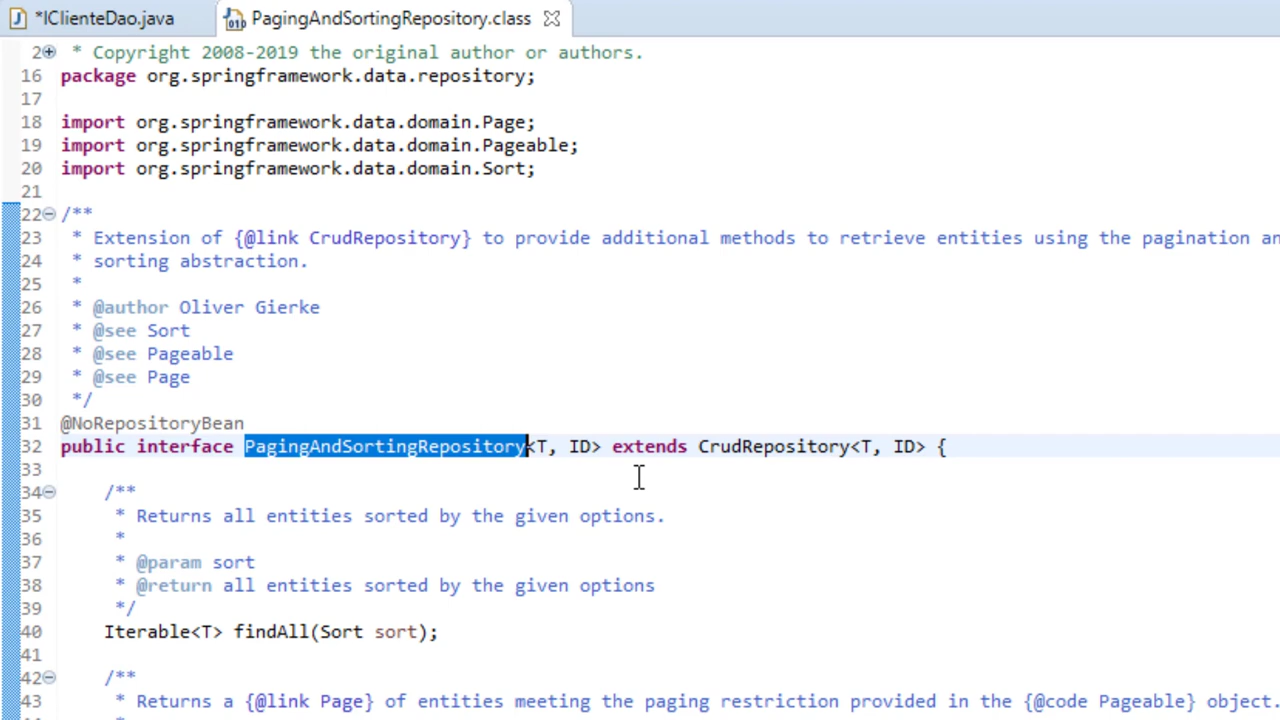 *IClienteDao.java PagingAndSortingRepository.class
2 * Copyright 2008-2019 the original author or authors.
16 package org.springframework.data.repository;
17
18 import org.springframework.data.domain.Page;
19 import org.springframework.data.domain.Pageable;
20 import org.springframework.data.domain.Sort;
21
22 /**
23 * Extension of {@link CrudRepository} to provide additional methods to retrieve entities using the pagination an
24 * sorting abstraction.
25 *
26 * @author Oliver Gierke
27 * @see Sort
28 * @see Pageable
29 * @see Page
30 */
31 @NoRepositoryBean
32 public interface PagingAndSortingRepository<T, ID> extends CrudRepository<T, ID> {
33
34 /**
35 * Returns all entities sorted by the given options.
36 *
37 * @param sort
38 * @return all entities sorted by the given options
39 */
40 Iterable<T> findAll(Sort sort);
41
42 /**
43 * Returns a {@link Page} of entities meeting the paging restriction provided in the {@code Pageable} object.